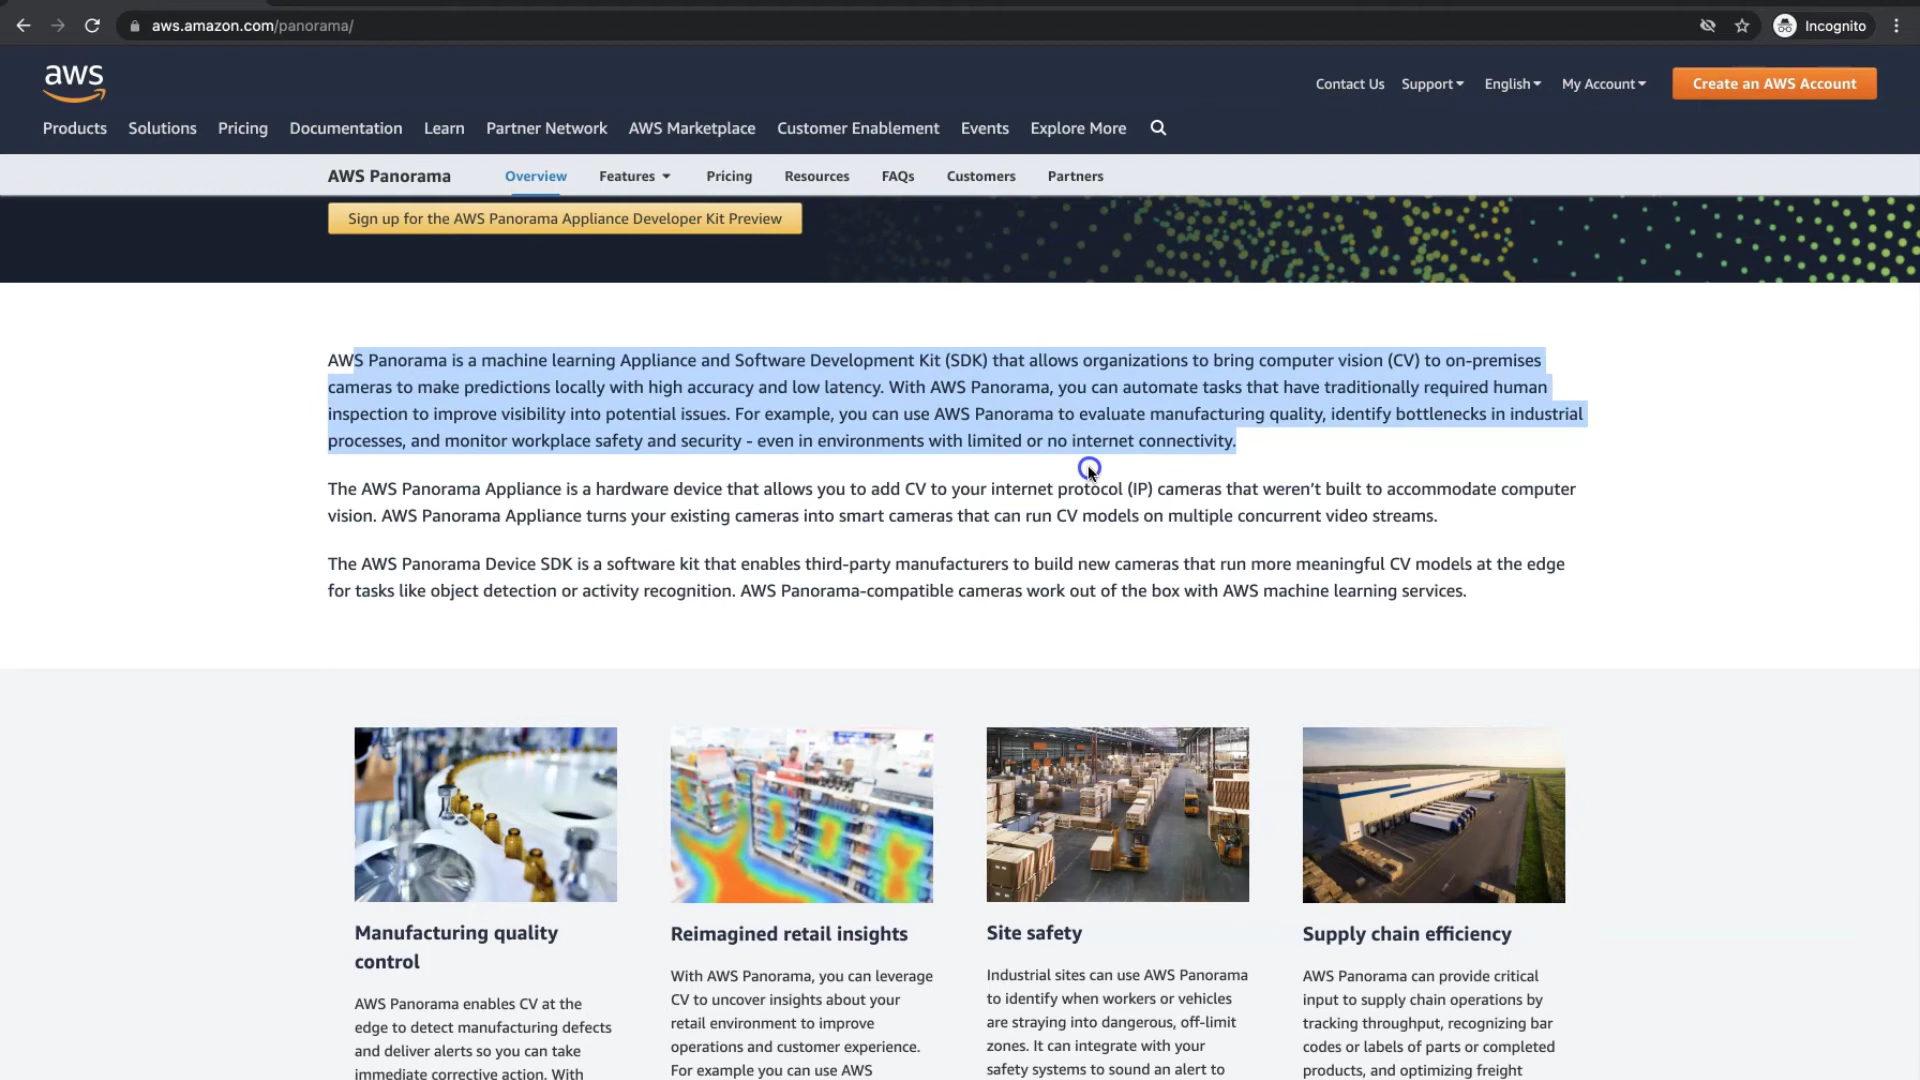 aws.amazon.com/panorama/
Incognito
aws
Contact Us Support English My Account Create an AWS Account
Products Solutions Pricing Documentation Learn Partner Network AWS Marketplace Customer Enablement Events Explore More
AWS Panorama Overview Features Pricing Resources FAQs Customers Partners
Sign up for the AWS Panorama Appliance Developer Kit Preview
AWS Panorama is a machine learning Appliance and Software Development Kit (SDK) that allows organizations to bring computer vision (CV) to on-premises
cameras to make predictions locally with high accuracy and low latency. With AWS Panorama, you can automate tasks that have traditionally required human
inspection to improve visibility into potential issues. For example, you can use AWS Panorama to evaluate manufacturing quality, identify bottlenecks in industrial
processes, and monitor workplace safety and security - even in environments with limited or no internet connectivity.
The AWS Panorama Appliance is a hardware device that allows you to add CV to your internet protocol (IP) cameras that weren’t built to accommodate computer
vision. AWS Panorama Appliance turns your existing cameras into smart cameras that can run CV models on multiple concurrent video streams.
The AWS Panorama Device SDK is a software kit that enables third-party manufacturers to build new cameras that run more meaningful CV models at the edge
for tasks like object detection or activity recognition. AWS Panorama-compatible cameras work out of the box with AWS machine learning services.
Manufacturing quality
control
AWS Panorama enables CV at the
edge to detect manufacturing defects
and deliver alerts so you can take
immediate corrective action. With
Reimagined retail insights
With AWS Panorama, you can leverage
CV to uncover insights about your
retail environment to improve
operations and customer experience.
For example you can use AWS
Site safety
Industrial sites can use AWS Panorama
to identify when workers or vehicles
are straying into dangerous, off-limit
zones. It can integrate with your
safety systems to sound an alert to
Supply chain efficiency
AWS Panorama can provide critical
input to supply chain operations by
tracking throughput, recognizing bar
codes or labels of parts or completed
products, and optimizing freight